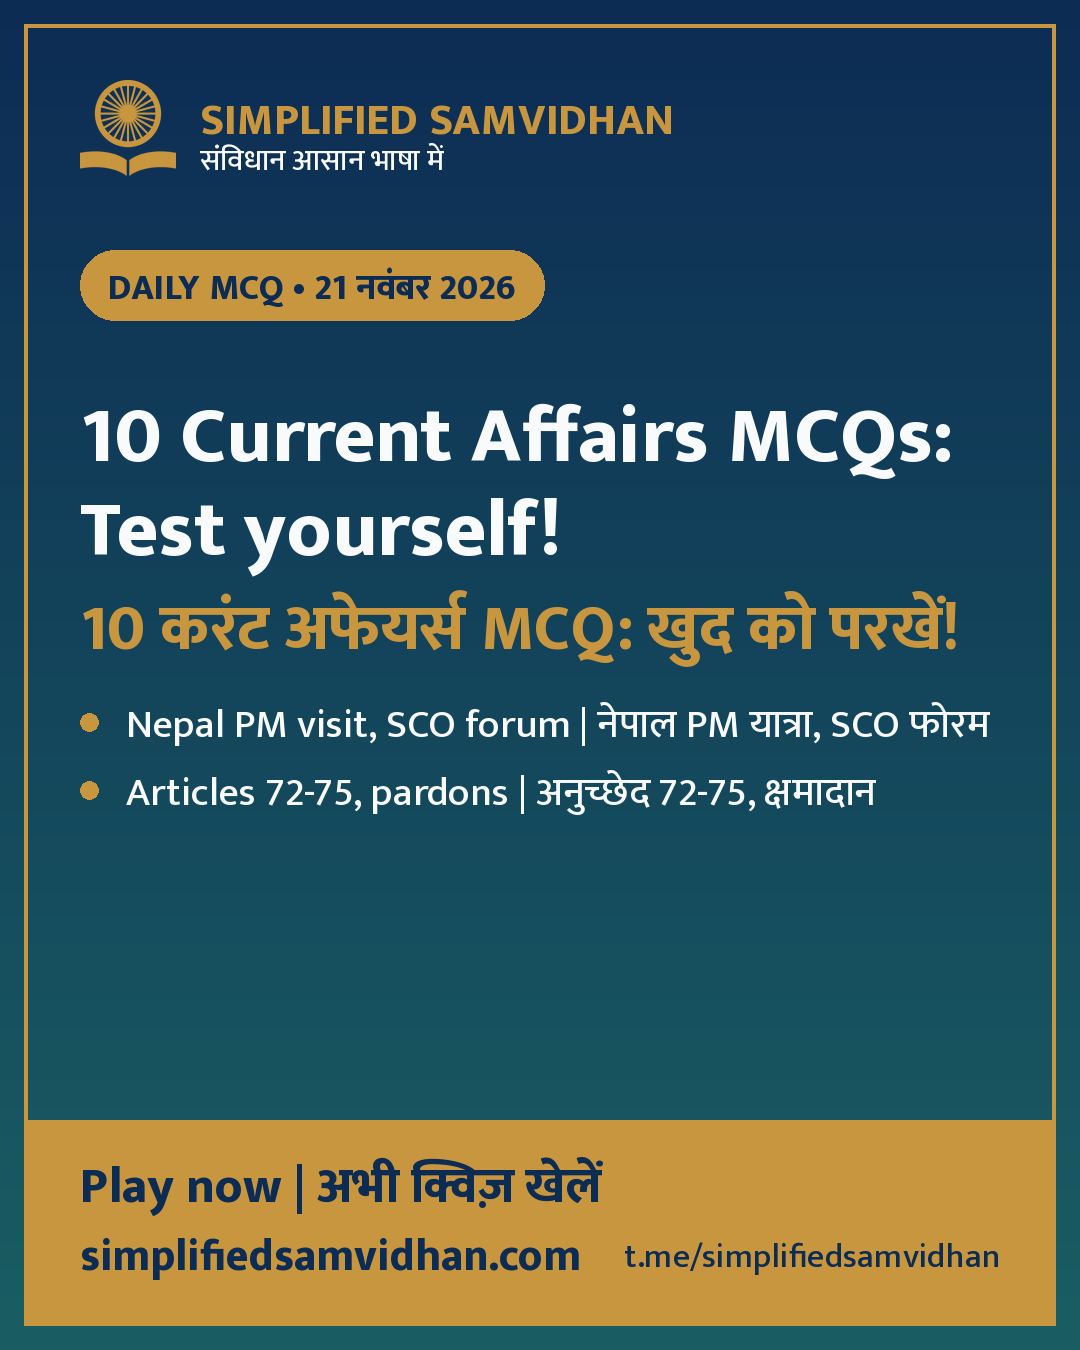 SIMPLIFIED SAMVIDHAN
संविधान आसान भाषा में
DAILY MCQ • 21 नवंबर 2026
10 Current Affairs MCQs:
Test yourself!
10 करंट अफेयर्स MCQ: खुद को परखें!
Nepal PM visit, SCO forum | नेपाल PM यात्रा, SCO फोरम
Articles 72-75, pardons | अनुच्छेद 72-75, क्षमादान
Play now | अभी क्विज़ खेलें
simplifiedsamvidhan.com t.me/simplifiedsamvidhan